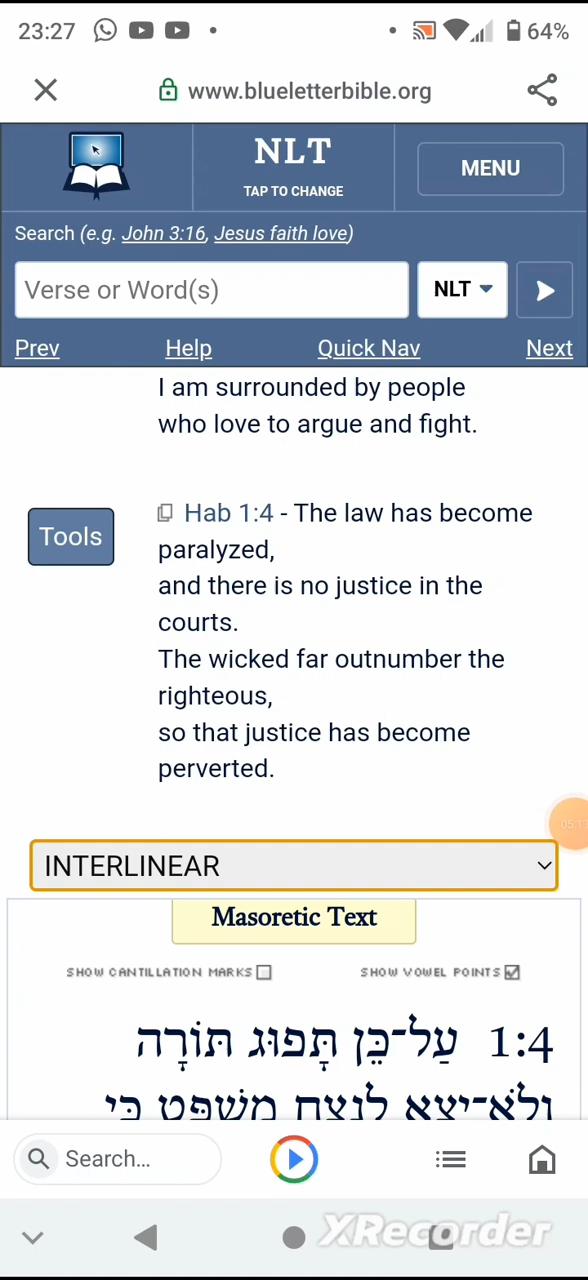 23:27 64%
www.blueletterbible.org
NLT
TAP TO CHANGE
MENU
Search (e.g. John 3:16, Jesus faith love)
Verse or Word(s) NLT
Prev Help Quick Nav Next
I am surrounded by people
who love to argue and fight.
Tools
Hab 1:4 - The law has become
paralyzed,
and there is no justice in the
courts.
The wicked far outnumber the
righteous,
so that justice has become
perverted.
05:13
INTERLINEAR
Masoretic Text
SHOW CANTILLATION MARKS SHOW VOWEL POINTS
1:4 עַל־כֵּן תָּפוּג תּוֹרָה
וְלֹא־יֵצֵא לָנֶצַח מִשְׁפָּט כִּי
Search...
XRecorder